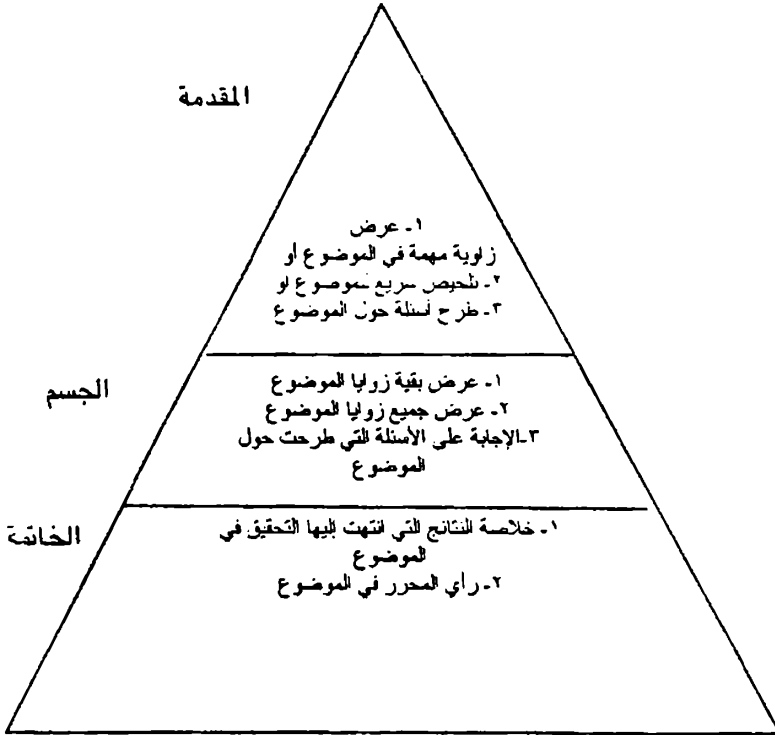 المقدمة
١- عرض
زاوية مهمة في الموضوع أو
٢- تلخيص سريع للموضوع او
٣- طرح أسئلة حول الموضوع
الجسم
١- عرض بقية زوايا الموضوع
٢- عرض جميع زوايا الموضوع
٣-الإجابة على الأسئلة التي طرحت حول
الموضوع
الخاتمة
١- خلاصة النتائج التي انتهت إليها التحقيق في
الموضوع
٢- رأي المحرر في الموضوع